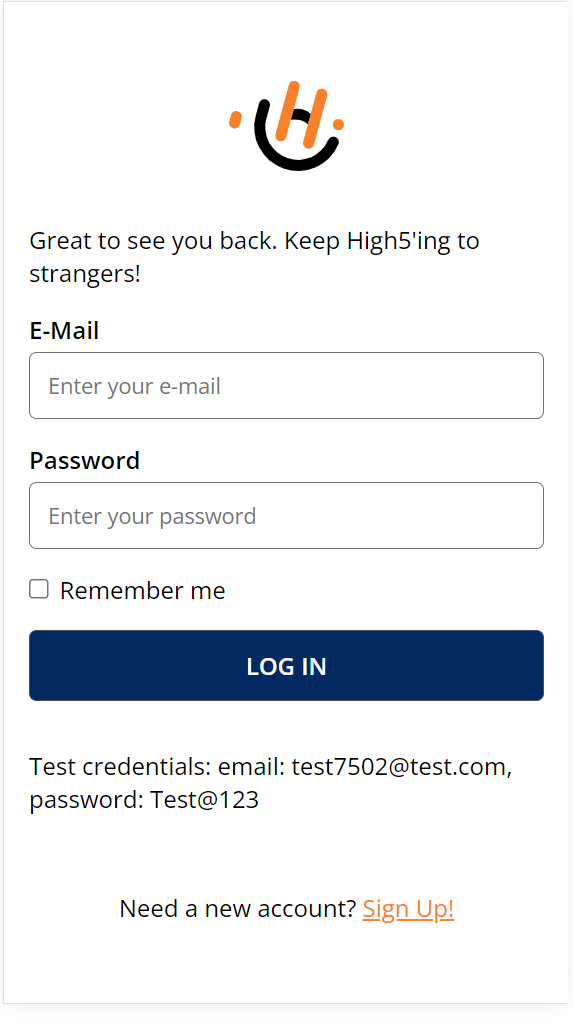 Great to see you back. Keep High5'ing to
strangers!
E-Mail
Enter your e-mail
Password
Enter your password
Remember me
LOG IN
Test credentials: email: test7502@test.com,
password: Test@123
Need a new account? Sign Up!